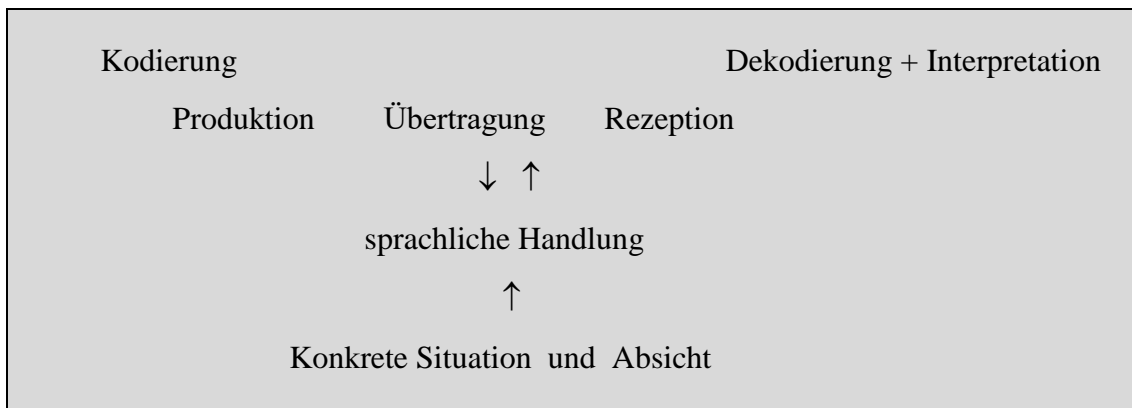 Kodierung Dekodierung + Interpretation
Produktion Übertragung Rezeption
↓ ↑
sprachliche Handlung
↑
Konkrete Situation und Absicht